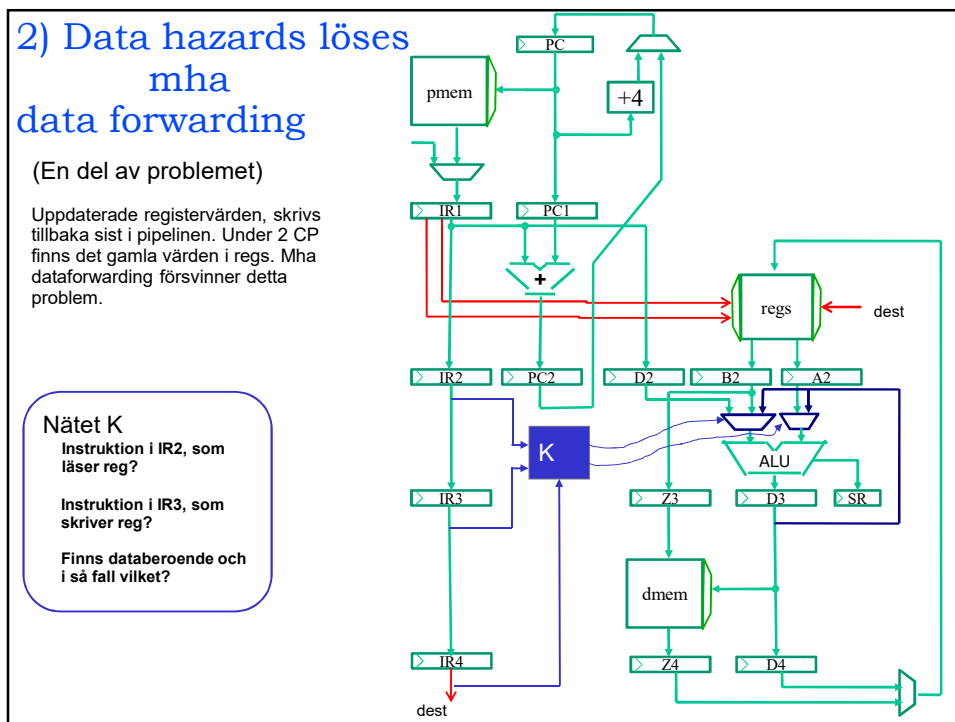 2) Data hazards löses
mha
data forwarding
(En del av problemet)
Uppdaterade registervärden, skrivs
tillbaka sist i pipelinen. Under 2 CP
finns det gamla värden i regs. Mha
dataforwarding försvinner detta
problem.
Nätet K
Instruktion i IR2, som
läser reg?
Instruktion i IR3, som
skriver reg?
Finns databeroende och
i så fall vilket?
PC
pmem
+4
IR1
PC1
+
regs
dest
IR2
PC2
D2
B2
A2
K
ALU
IR3
Z3
D3
SR
dmem
IR4
Z4
D4
dest